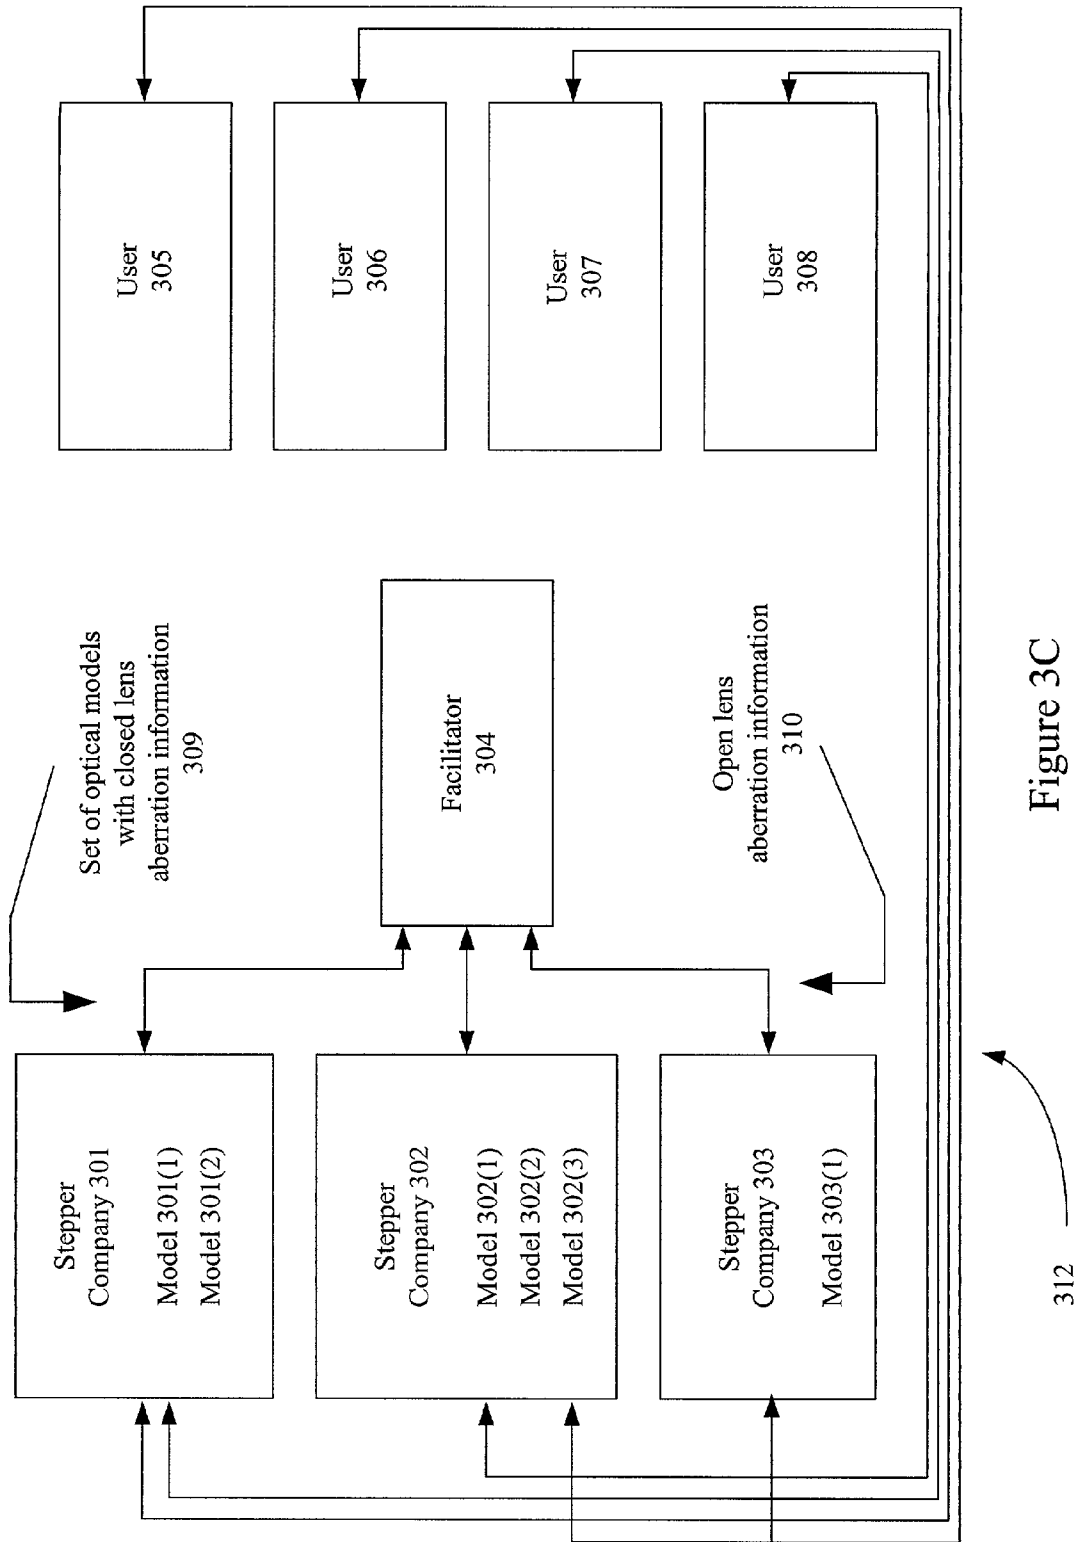 Stepper
Company 301
Model 301(1)
Model 301(2)
Stepper
Company 302
Model 302(1)
Model 302(2)
Model 302(3)
Stepper
Company 303
Model 303(1)
Set of optical models
with closed lens
aberration information
309
Facilitator
304
Open lens
aberration information
310
User
305
User
306
User
307
User
308
312
Figure 3C